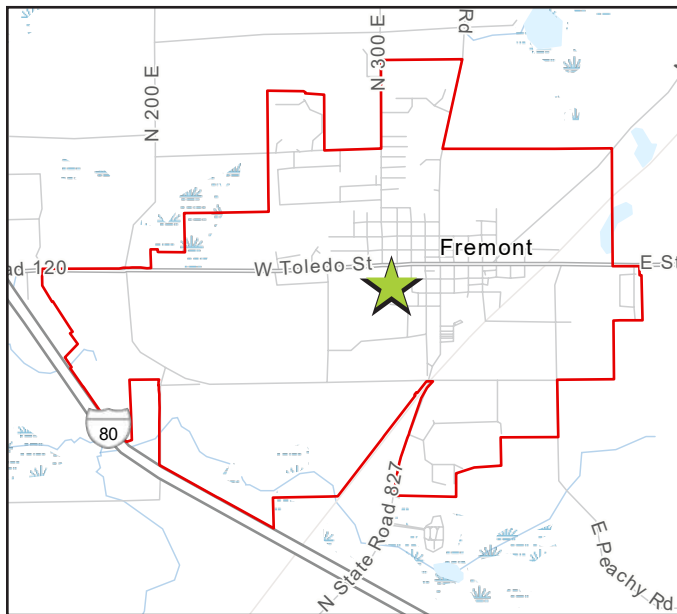 Rd
N 300 E
N 200 E
Fremont
W Toledo St
ad 120
E St
80
N State Road 827
E Peachy Rd